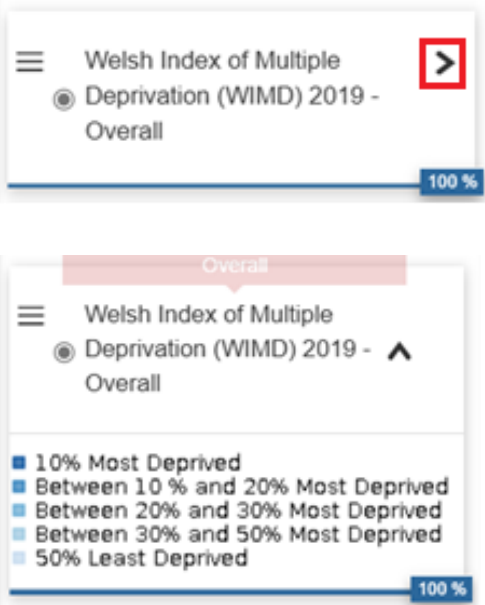 Welsh Index of Multiple
Deprivation (WIMD) 2019 -
Overall
100 %
Overall
Welsh Index of Multiple
Deprivation (WIMD) 2019 -
Overall
10% Most Deprived
Between 10 % and 20% Most Deprived
Between 20% and 30% Most Deprived
Between 30% and 50% Most Deprived
50% Least Deprived
100 %